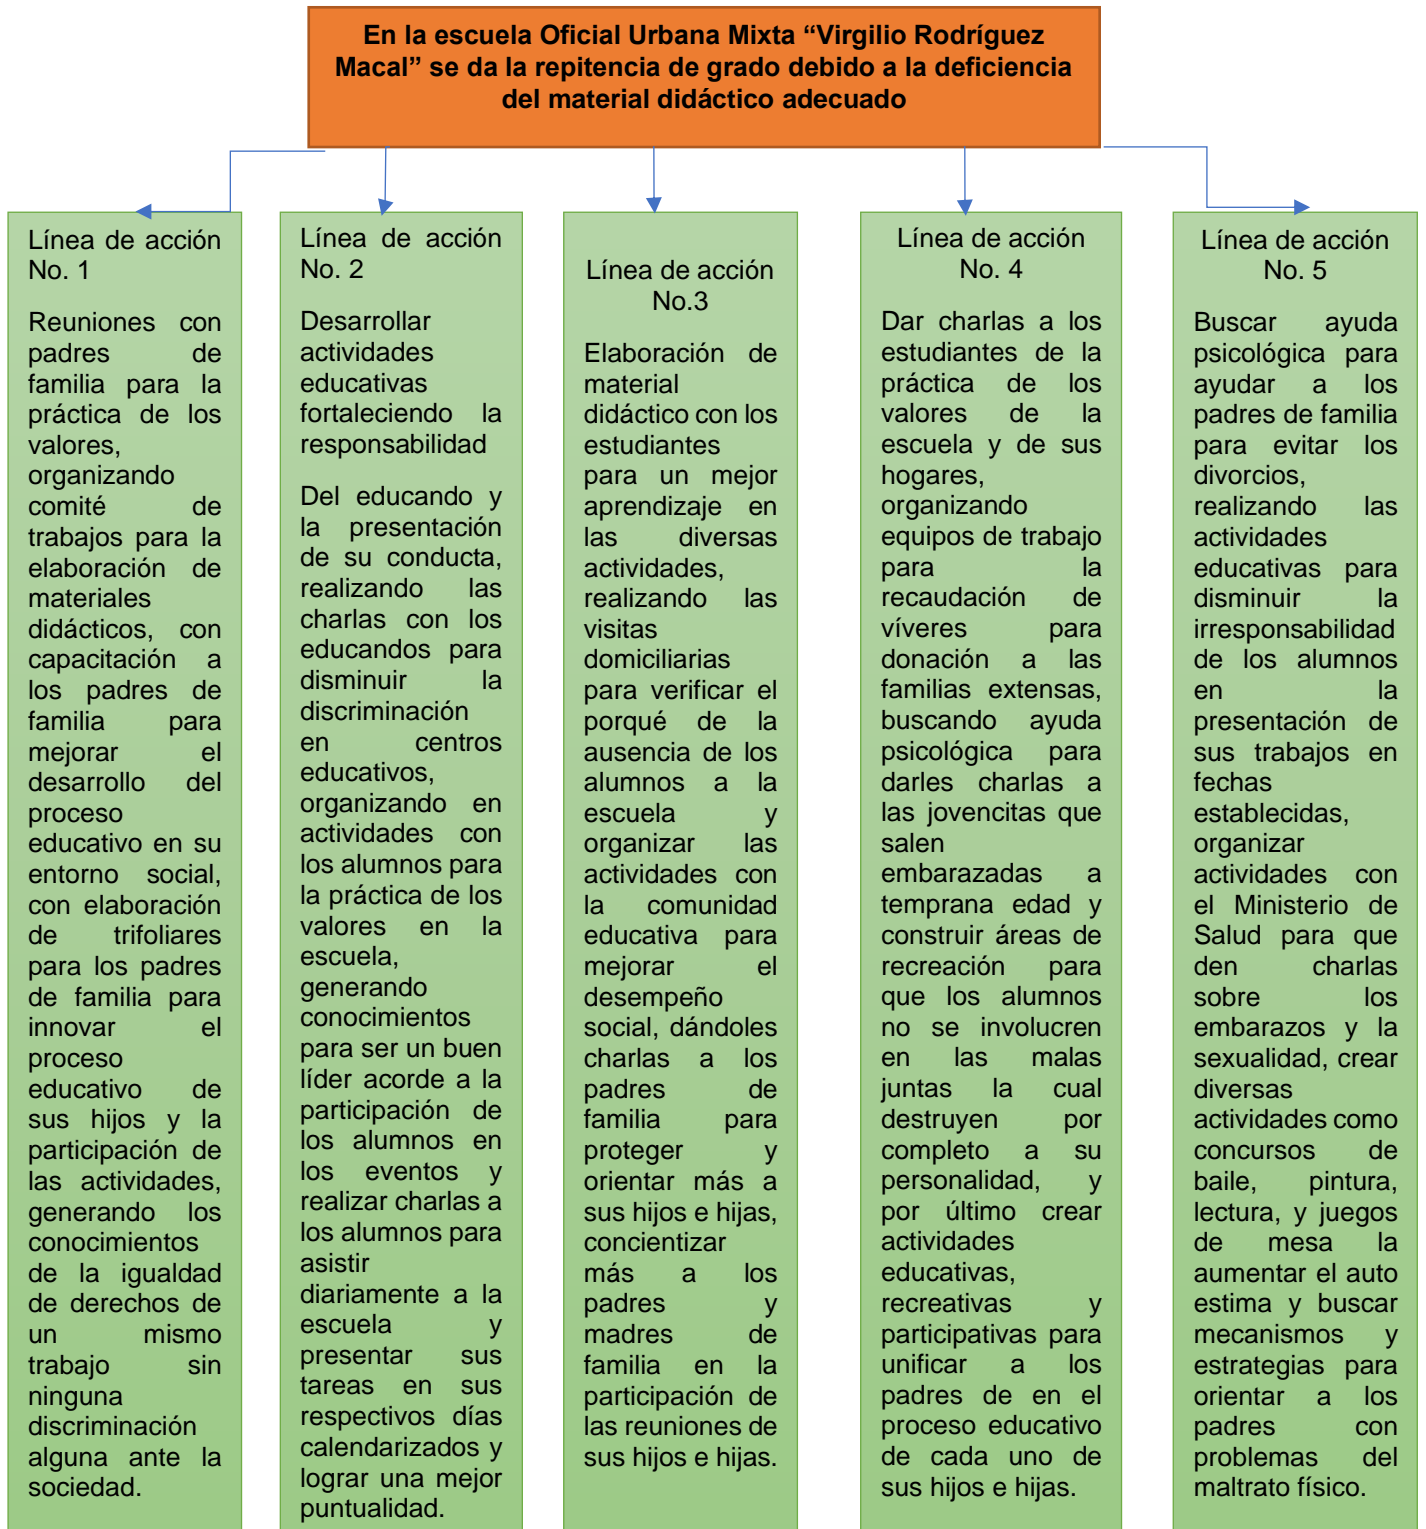 En la escuela Oficial Urbana Mixta “Virgilio Rodríguez
Macal” se da la repitencia de grado debido a la deficiencia
del material didáctico adecuado
Línea de acción
No. 1
Reuniones con
padres de
familia para la
práctica de los
valores,
organizando
comité de
trabajos para la
elaboración de
materiales
didácticos, con
capacitación a
los padres de
familia para
mejorar el
desarrollo del
proceso
educativo en su
entorno social,
con elaboración
de trifoliares
para los padres
de familia para
innovar el
proceso
educativo de
sus hijos y la
participación de
las actividades,
generando los
conocimientos
de la igualdad
de derechos de
un mismo
trabajo sin
ninguna
discriminación
alguna ante la
sociedad.
Línea de acción
No. 2
Desarrollar
actividades
educativas
fortaleciendo la
responsabilidad
Del educando y
la presentación
de su conducta,
realizando las
charlas con los
educandos para
disminuir la
discriminación
en centros
educativos,
organizando en
actividades con
los alumnos para
la práctica de los
valores en la
escuela,
generando
conocimientos
para ser un buen
líder acorde a la
participación de
los alumnos en
los eventos y
realizar charlas a
los alumnos para
asistir
diariamente a la
escuela y
presentar sus
tareas en sus
respectivos días
calendarizados y
lograr una mejor
puntualidad.
Línea de acción
No.3
Elaboración de
material
didáctico con los
estudiantes
para un mejor
aprendizaje en
las diversas
actividades,
realizando las
visitas
domiciliarias
para verificar el
porqué de la
ausencia de los
alumnos a la
escuela y
organizar las
actividades con
la comunidad
educativa para
mejorar el
desempeño
social, dándoles
charlas a los
padres de
familia para
proteger y
orientar más a
sus hijos e hijas,
concientizar
más a los
padres y
madres de
familia en la
participación de
las reuniones de
sus hijos e hijas.
Línea de acción
No. 4
Dar charlas a los
estudiantes de la
práctica de los
valores de la
escuela y de sus
hogares,
organizando
equipos de trabajo
para la
recaudación de
víveres para
donación a las
familias extensas,
buscando ayuda
psicológica para
darles charlas a
las jovencitas que
salen
embarazadas a
temprana edad y
construir áreas de
recreación para
que los alumnos
no se involucren
en las malas
juntas la cual
destruyen por
completo a su
personalidad, y
por último crear
actividades
educativas,
recreativas y
participativas para
unificar a los
padres de en el
proceso educativo
de cada uno de
sus hijos e hijas.
Línea de acción
No. 5
Buscar ayuda
psicológica para
ayudar a los
padres de familia
para evitar los
divorcios,
realizando las
actividades
educativas para
disminuir la
irresponsabilidad
de los alumnos
en la
presentación de
sus trabajos en
fechas
establecidas,
organizar
actividades con
el Ministerio de
Salud para que
den charlas
sobre los
embarazos y la
sexualidad, crear
diversas
actividades como
concursos de
baile, pintura,
lectura, y juegos
de mesa la
aumentar el auto
estima y buscar
mecanismos y
estrategias para
orientar a los
padres con
problemas del
maltrato físico.